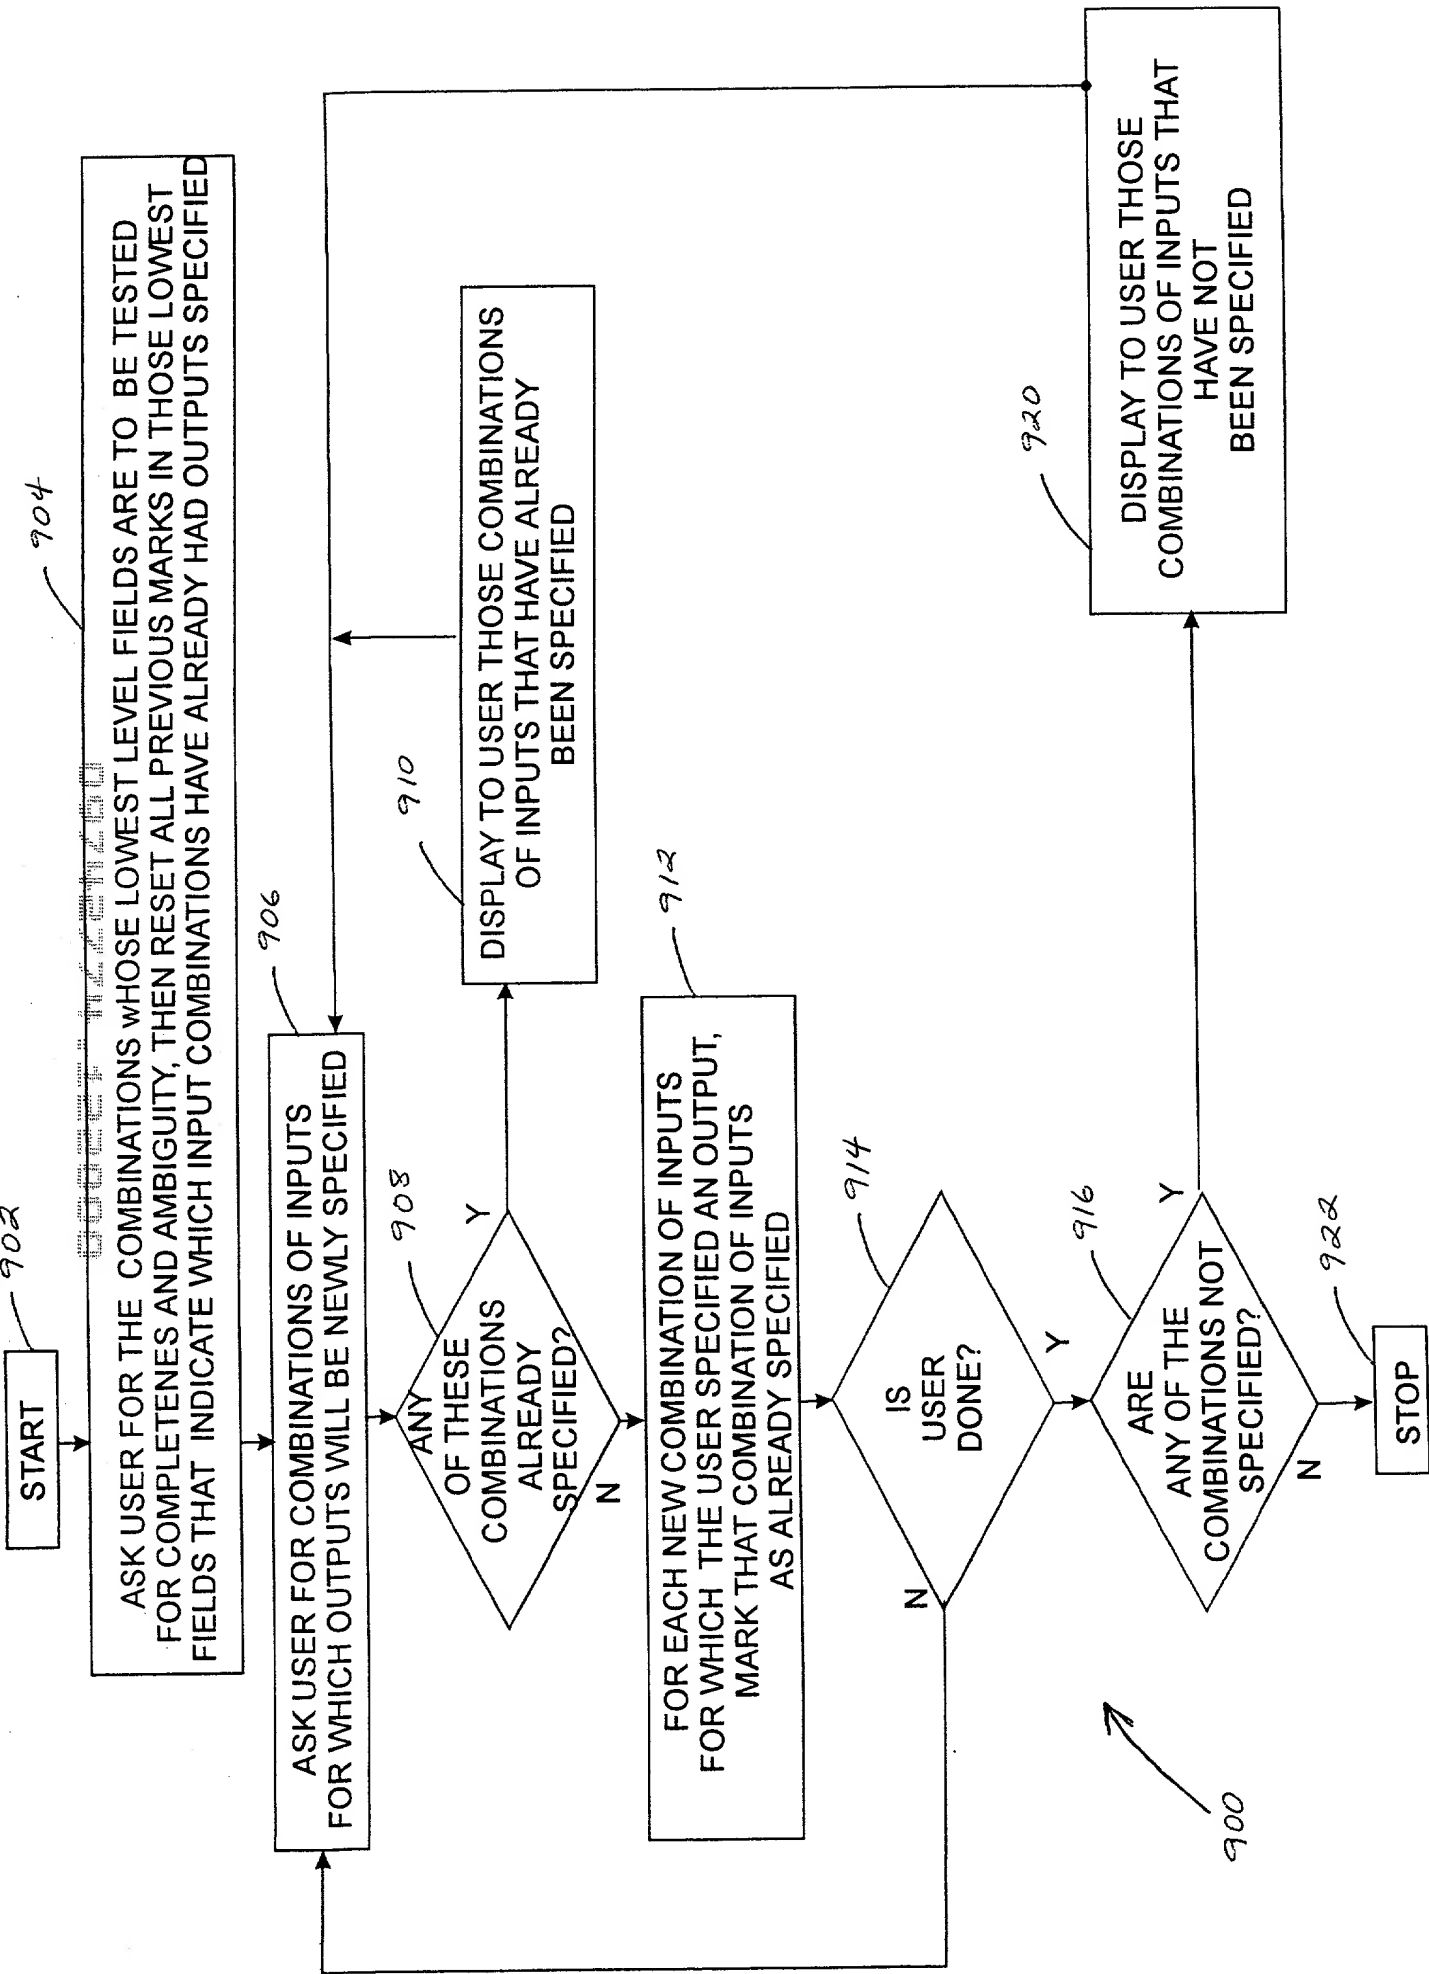 902
START
904
ASK USER FOR THE COMBINATIONS WHOSE LOWEST LEVEL FIELDS ARE TO BE TESTED
FOR COMPLETENES AND AMBIGUITY, THEN RESET ALL PREVIOUS MARKS IN THOSE LOWEST
FIELDS THAT INDICATE WHICH INPUT COMBINATIONS HAVE ALREADY HAD OUTPUTS SPECIFIED
906
ASK USER FOR COMBINATIONS OF INPUTS
FOR WHICH OUTPUTS WILL BE NEWLY SPECIFIED
908
ANY
OF THESE
COMBINATIONS
ALREADY
SPECIFIED?
Y
N
910
DISPLAY TO USER THOSE COMBINATIONS
OF INPUTS THAT HAVE ALREADY
BEEN SPECIFIED
912
FOR EACH NEW COMBINATION OF INPUTS
FOR WHICH THE USER SPECIFIED AN OUTPUT,
MARK THAT COMBINATION OF INPUTS
AS ALREADY SPECIFIED
914
IS
USER
DONE?
N
Y
916
ARE
ANY OF THE
COMBINATIONS NOT
SPECIFIED?
Y
N
920
DISPLAY TO USER THOSE
COMBINATIONS OF INPUTS THAT
HAVE NOT
BEEN SPECIFIED
922
STOP
900